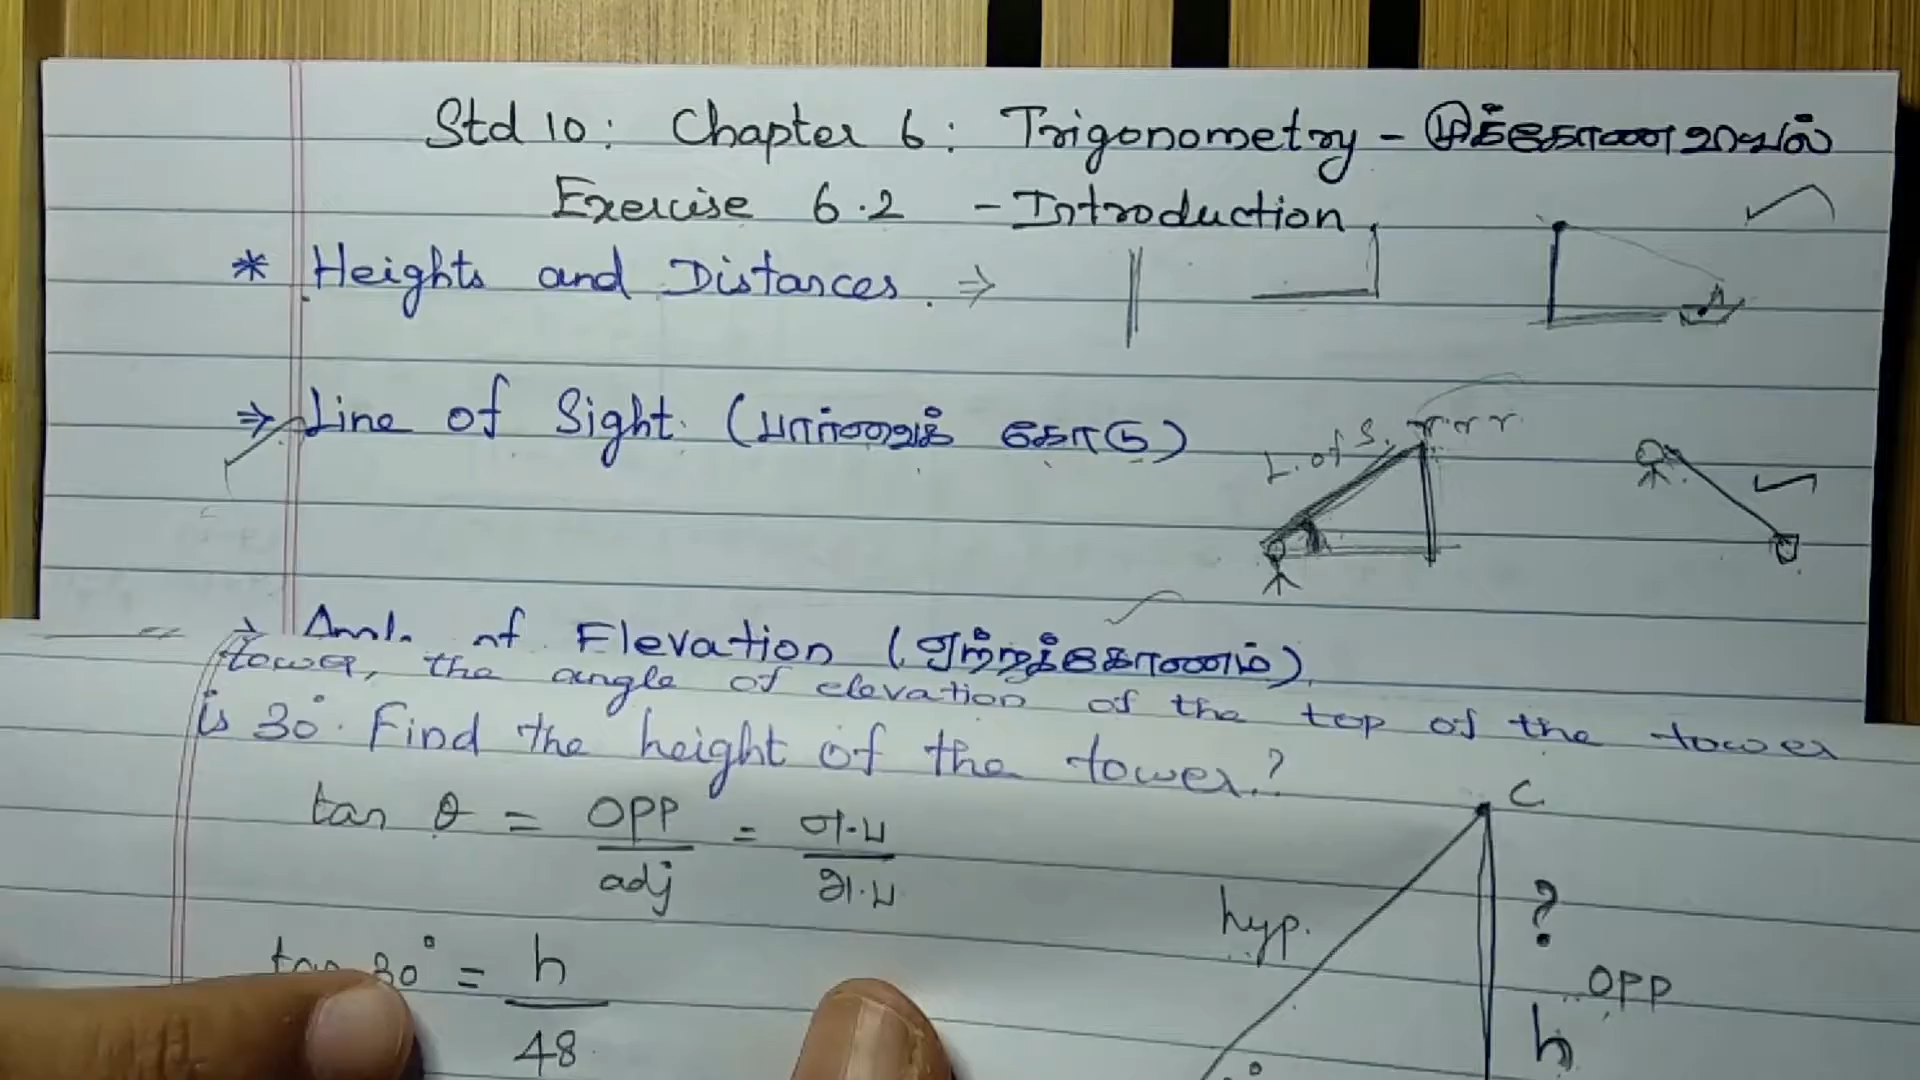 Std 10: Chapter 6: Trigonometry - முக்கோணவியல்
Exercise 6.2 - Introduction
* Heights and Distances. ⇒
⇒ Line of Sight. (பார்வைக் கோடு)
L. of S.
of Elevation (ஏற்றக்கோணம்)
tower, the angle of elevation of the top of the tower
is 30°. Find the height of the tower?
C
tan θ = opp/adj = எ.ப/அ.ப
hyp.
?
opp
tan 30° = h/48
h